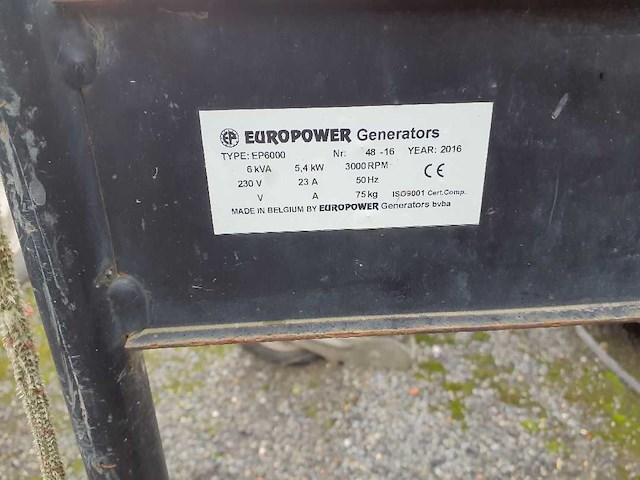 EP EUROPOWER Generators
TYPE: EP6000 Nr: 48 -16 YEAR: 2016
6 kVA 5,4 kW 3000 RPM CE
230 V 23 A 50 Hz
V A 75 kg ISO9001 Cert.Comp.
MADE IN BELGIUM BY EUROPOWER Generators bvba